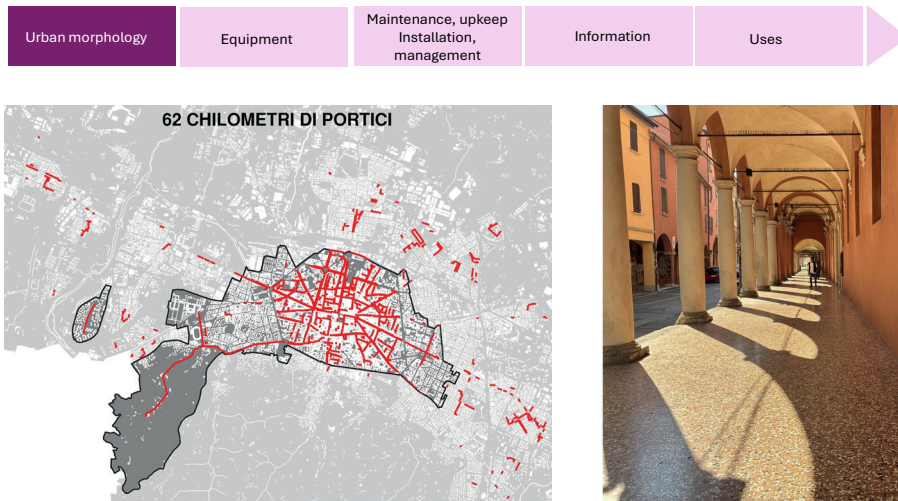 Urban morphology
Equipment
Maintenance, upkeep
Installation,
management
Information
Uses
62 CHILOMETRI DI PORTICI